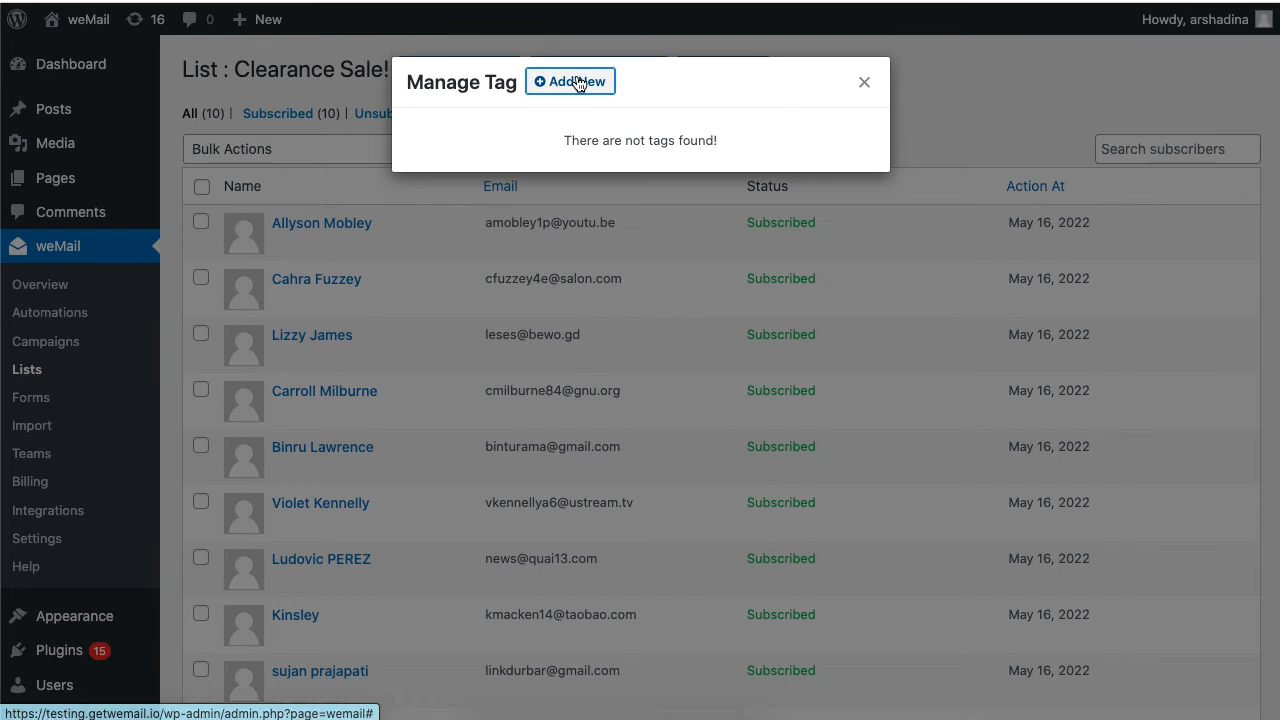 weMail 16 0 New Howdy, arshadina
Dashboard
Posts
Media
Pages
Comments
weMail
Overview
Automations
Campaigns
Lists
Forms
Import
Teams
Billing
Integrations
Settings
Help
Appearance
Plugins 15
Users
List : Clearance Sale!
Manage Tag Add New
There are not tags found!
All (10) | Subscribed (10) | Unsub
Bulk Actions Search subscribers
Name Email Status Action At
Allyson Mobley amobley1p@youtu.be Subscribed May 16, 2022
Cahra Fuzzey cfuzzey4e@salon.com Subscribed May 16, 2022
Lizzy James leses@bewo.gd Subscribed May 16, 2022
Carroll Milburne cmilburne84@gnu.org Subscribed May 16, 2022
Binru Lawrence binturama@gmail.com Subscribed May 16, 2022
Violet Kennelly vkennellya6@ustream.tv Subscribed May 16, 2022
Ludovic PEREZ news@quai13.com Subscribed May 16, 2022
Kinsley kmacken14@taobao.com Subscribed May 16, 2022
sujan prajapati linkdurbar@gmail.com Subscribed May 16, 2022
https://testing.getwemail.io/wp-admin/admin.php?page=wemail#